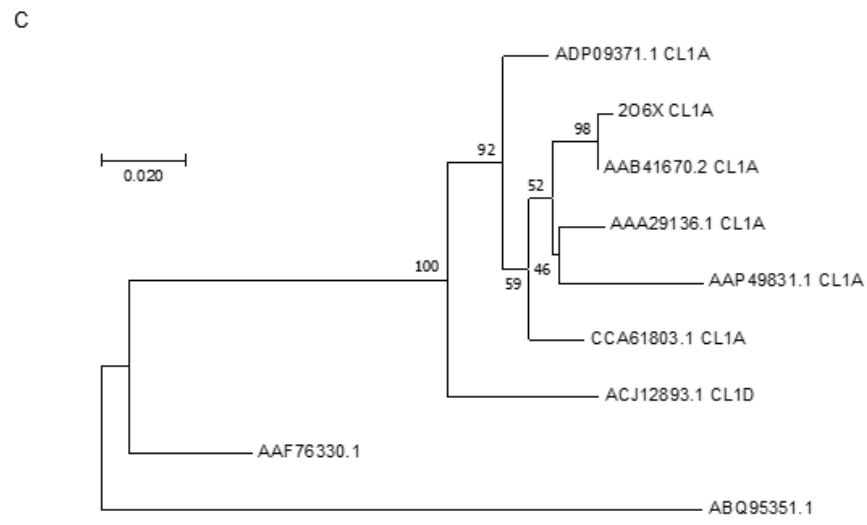 C
ADP09371.1 CL1A
2O6X CL1A
98
92
0.020
AAB41670.2 CL1A
52
AAA29136.1 CL1A
100
59
46
AAP49831.1 CL1A
CCA61803.1 CL1A
ACJ12893.1 CL1D
AAF76330.1
ABQ95351.1